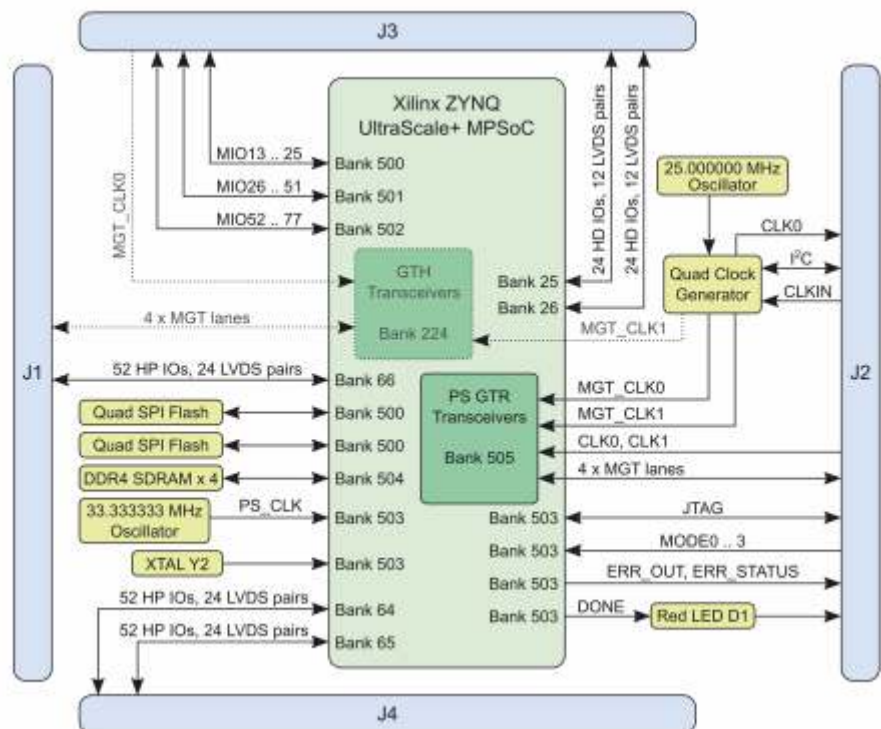 J3
Xilinx ZYNQ
UltraScale+ MPSoC
MIO13 .. 25
Bank 500
MIO26 .. 51
Bank 501
MIO52 .. 77
Bank 502
MGT_CLK0
24 HD IOs, 12 LVDS pairs
24 HD IOs, 12 LVDS pairs
25.000000 MHz
Oscillator
CLK0
I²C
CLKIN
Quad Clock
Generator
GTH
Transceivers
Bank 224
Bank 25
Bank 26
MGT_CLK1
4 x MGT lanes
J1
J2
52 HP IOs, 24 LVDS pairs
Bank 66
Quad SPI Flash
Bank 500
Quad SPI Flash
Bank 500
DDR4 SDRAM x 4
Bank 504
33.333333 MHz
Oscillator
PS_CLK
Bank 503
XTAL Y2
Bank 503
52 HP IOs, 24 LVDS pairs
Bank 64
52 HP IOs, 24 LVDS pairs
Bank 65
PS GTR
Transceivers
Bank 505
MGT_CLK0
MGT_CLK1
CLK0, CLK1
4 x MGT lanes
Bank 503
JTAG
Bank 503
MODE0 .. 3
Bank 503
ERR_OUT, ERR_STATUS
Bank 503
DONE
Red LED D1
J4